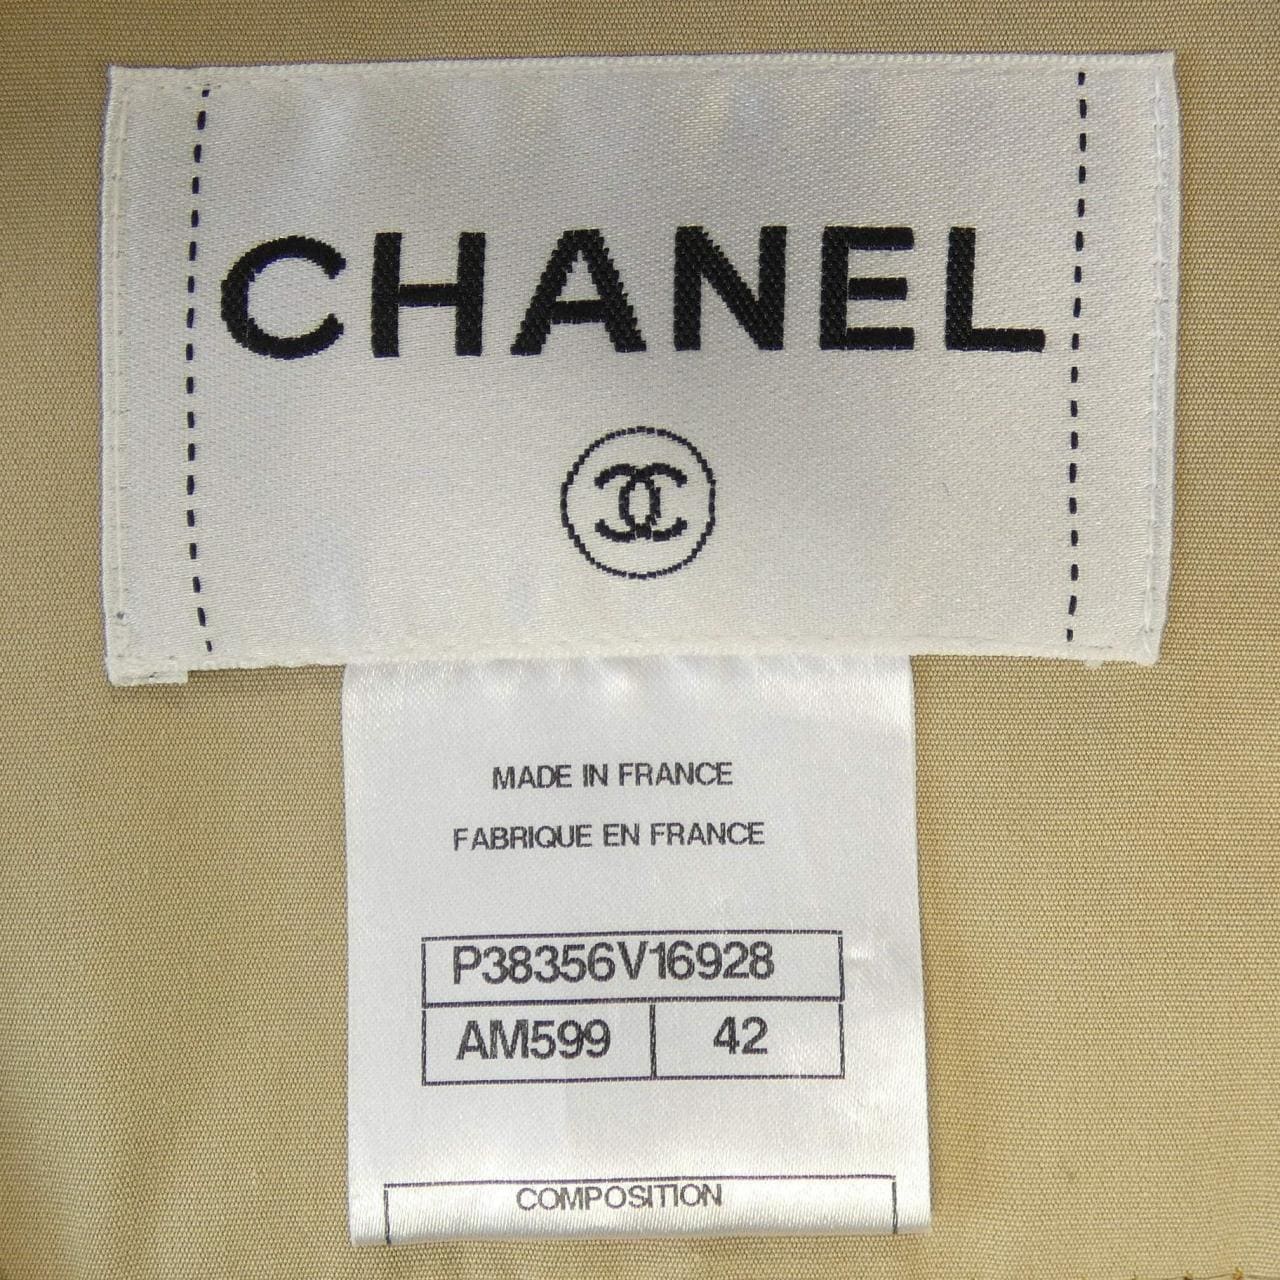 CHANEL
MADE IN FRANCE
FABRIQUE EN FRANCE
P38356V16928
AM599 42
COMPOSITION